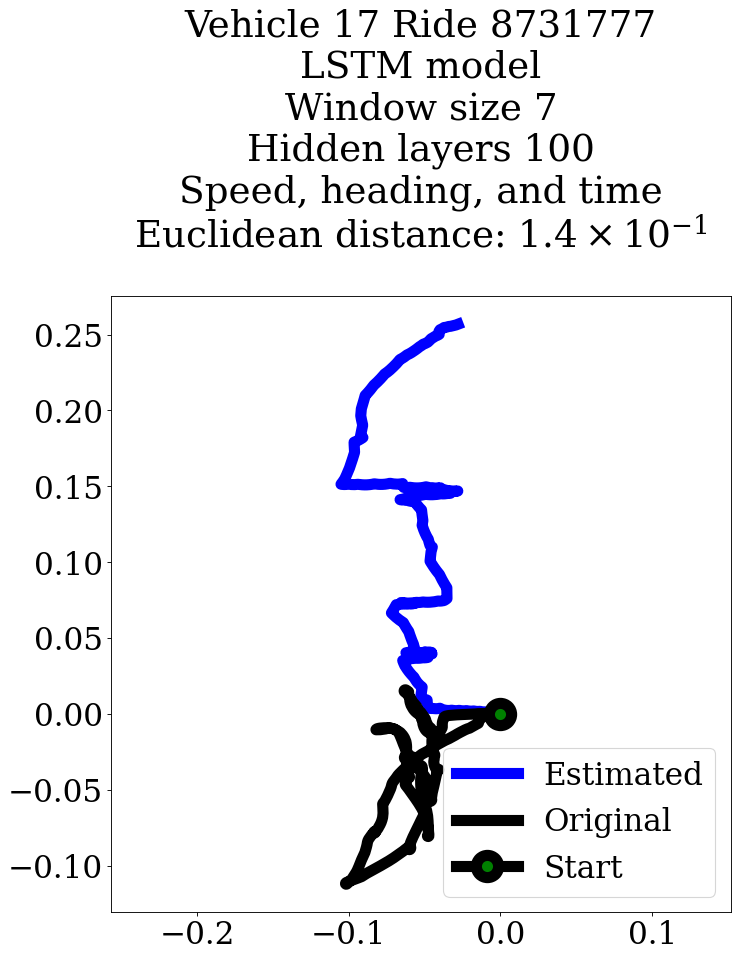 Vehicle 17 Ride 8731777
LSTM model
Window size 7
Hidden layers 100
Speed, heading, and time
Euclidean distance: 1.4 × 10⁻¹
0.25
0.20
0.15
0.10
0.05
0.00
−0.05
−0.10
Estimated
Original
Start
−0.2
−0.1
0.0
0.1